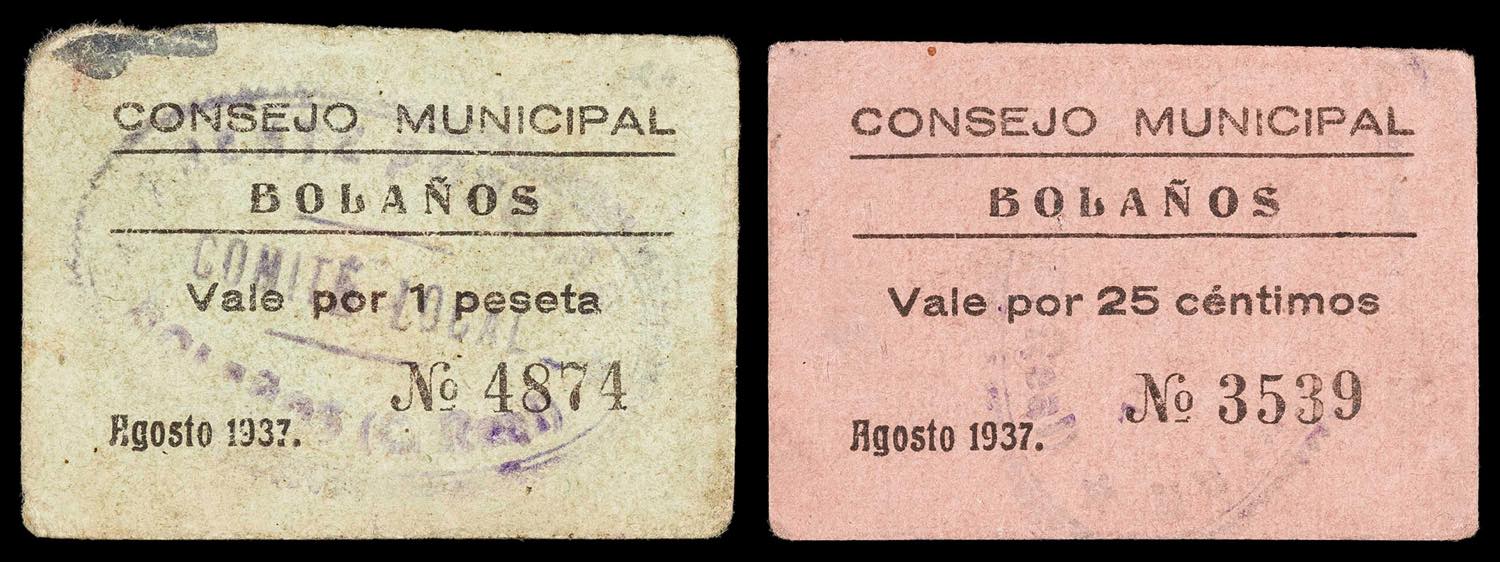 CONSEJO MUNICIPAL
BOLAÑOS
Vale por 1 peseta
Nº 4874
Agosto 1937.
COMITÉ LOCAL
CONSEJO MUNICIPAL
BOLAÑOS
Vale por 25 céntimos
Nº 3539
Agosto 1937.